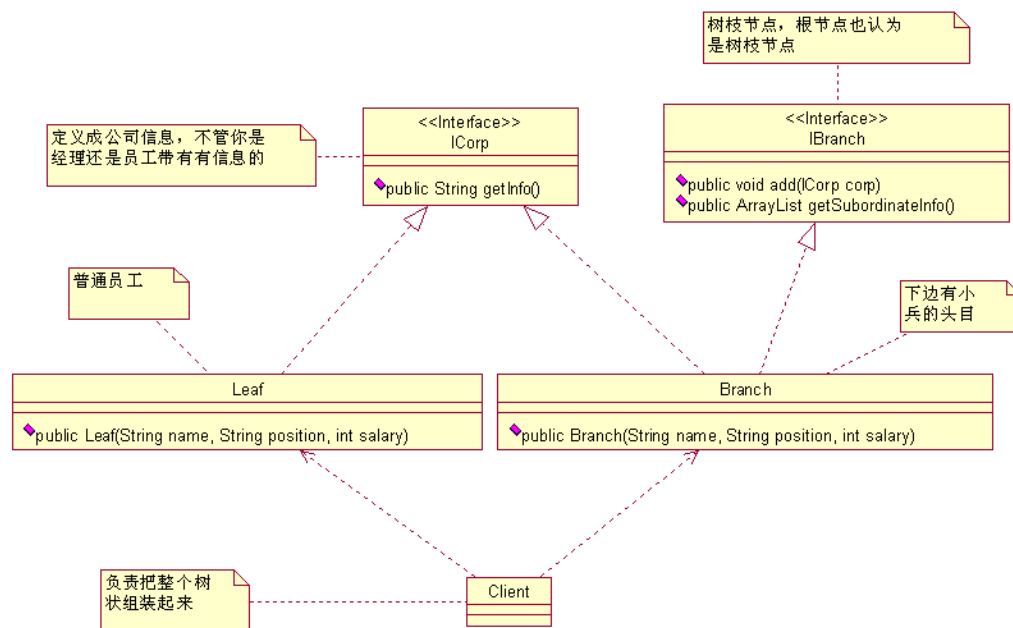 树枝节点，根节点也认为
是树枝节点
<<Interface>>
ICorp
public String getInfo()
<<Interface>>
IBranch
public void add(ICorp corp)
public ArrayList getSubordinateInfo()
定义成公司信息，不管你是
经理还是员工带有有信息的
普通员工
下边有小
兵的头目
Leaf
public Leaf(String name, String position, int salary)
Branch
public Branch(String name, String position, int salary)
负责把整个树
状组装起来
Client